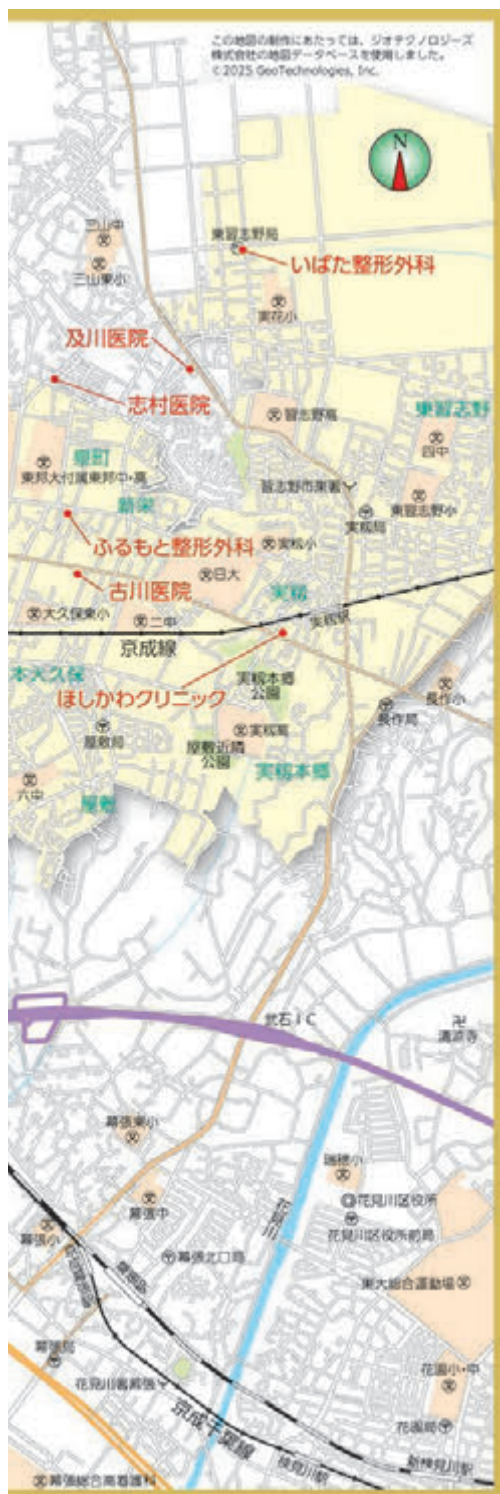 この地図の制作にあたっては、ジオテクノロジーズ
株式会社の地図データベースを使用しました。
©2025 GeoTechnologies, Inc.
N
三山中
東習志野局
いばた整形外科
三山東小
実花小
及川医院
志村医院
東習志野
習志野高
四中
東邦大付属東邦中・高
習志野市東署
東習志野小
新栄
実籾局
ふるもと整形外科
実籾小
日大
古川医院
実籾
大久保東小
二中
実籾駅
京成線
本大久保
実籾本郷
公園
長作小
ほしかわクリニック
長作局
屋敷局
実籾高
屋敷近隣
公園
実籾本郷
六中
屋敷
武石IC
幕張東小
瑞穂小
花見川区役所
幕張中
花見川
花見川区役所前局
幕張小
幕張北口局
東大総合運動場
幕張局
花園小・中
花見川署幕張
京成千葉線
花園局
検見川駅
新検見川駅
幕張総合高看護科